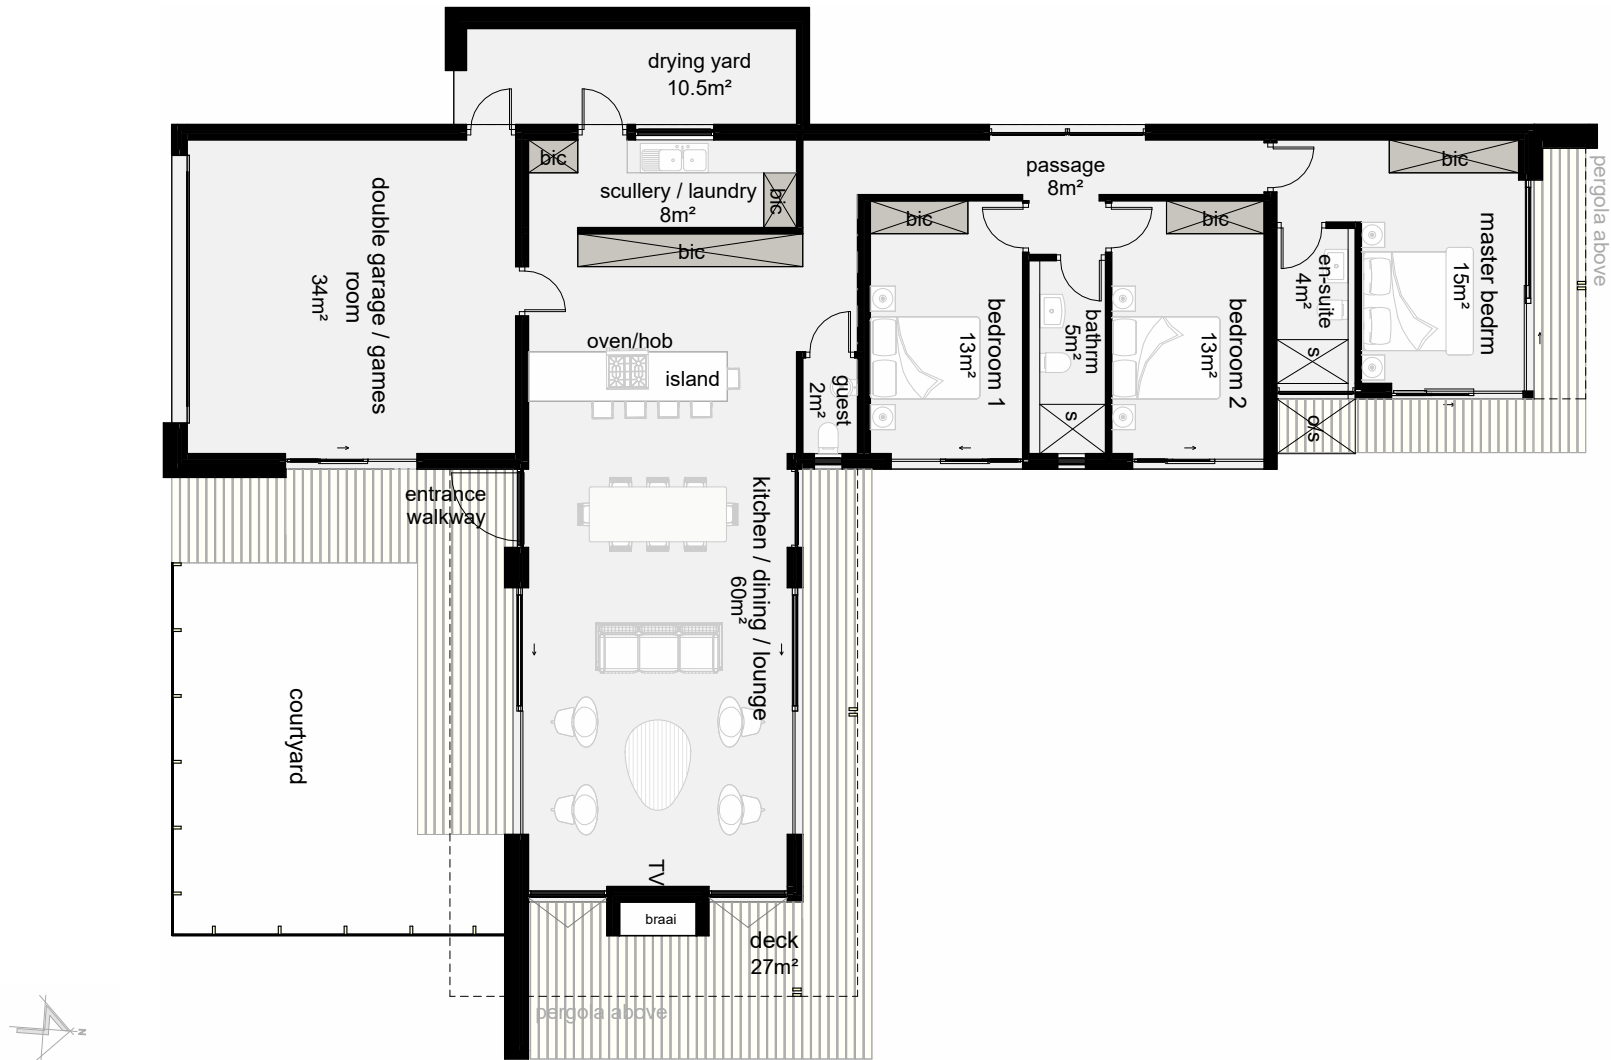 drying yard
10.5m²
bic
scullery / laundry
8m²
bic
bic
passage
8m²
bic
bic
bic
pergola above
double garage / games
room
34m²
master bedrm
15m²
en-suite
4m²
s
o/s
bedroom 1
13m²
bathrm
5m²
s
bedroom 2
13m²
oven/hob
island
guest
2m²
entrance
walkway
kitchen / dining / lounge
60m²
courtyard
TV
braai
deck
27m²
pergola above
N